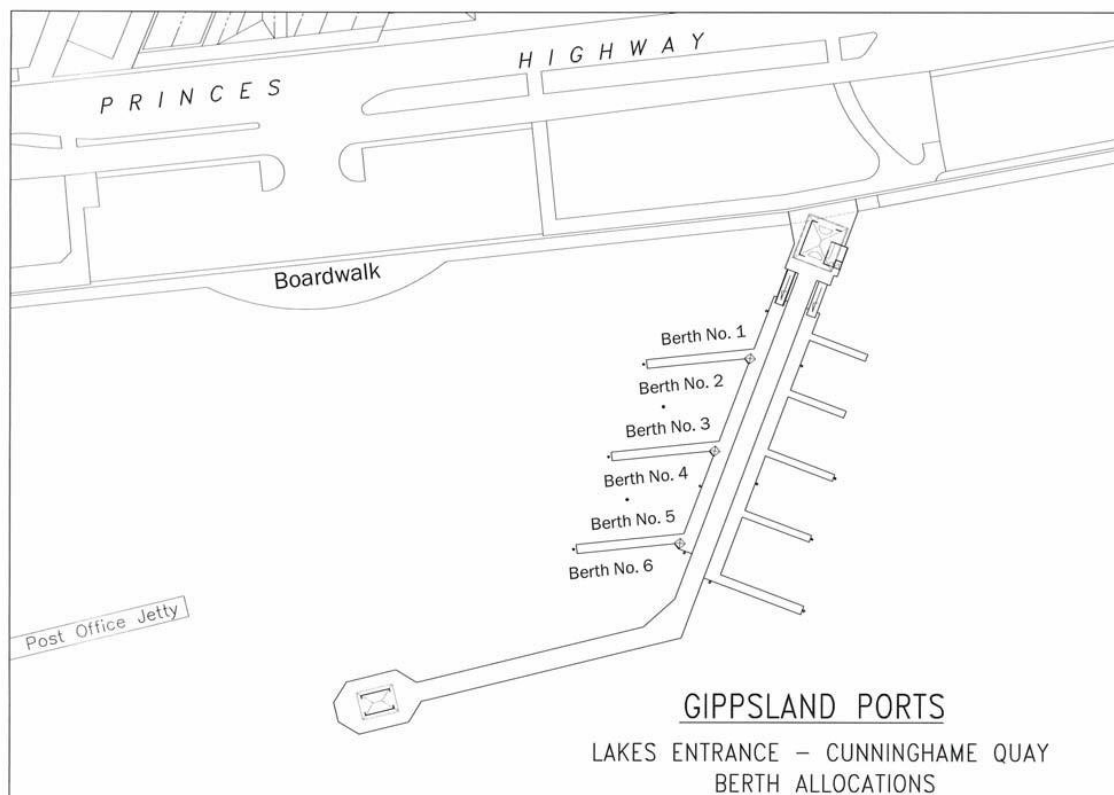 PRINCES HIGHWAY
Boardwalk
Berth No. 1
Berth No. 2
Berth No. 3
Berth No. 4
Berth No. 5
Berth No. 6
Post Office Jetty
GIPPSLAND PORTS
LAKES ENTRANCE – CUNNINGHAME QUAY
BERTH ALLOCATIONS